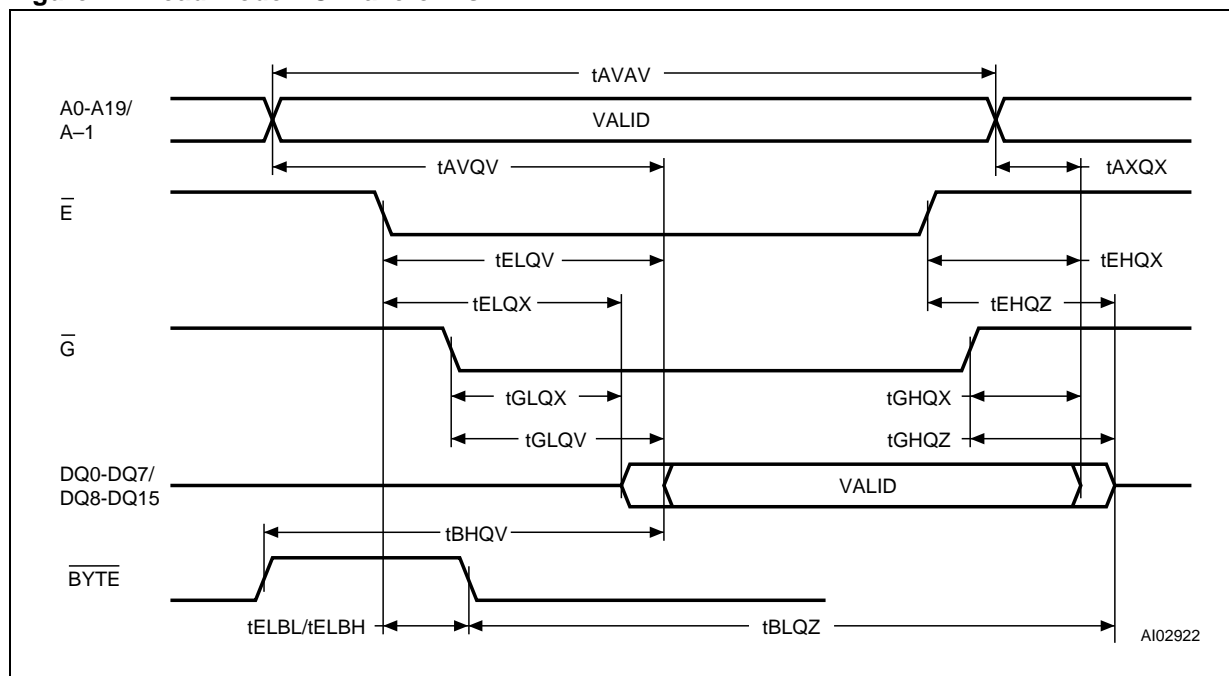 tAVAV
A0-A19/
A–1
VALID
tAVQV
tAXQX
E
tELQV
tEHQX
tELQX
tEHQZ
G
tGLQX
tGHQX
tGLQV
tGHQZ
DQ0-DQ7/
DQ8-DQ15
VALID
tBHQV
BYTE
tELBL/tELBH
tBLQZ
AI02922